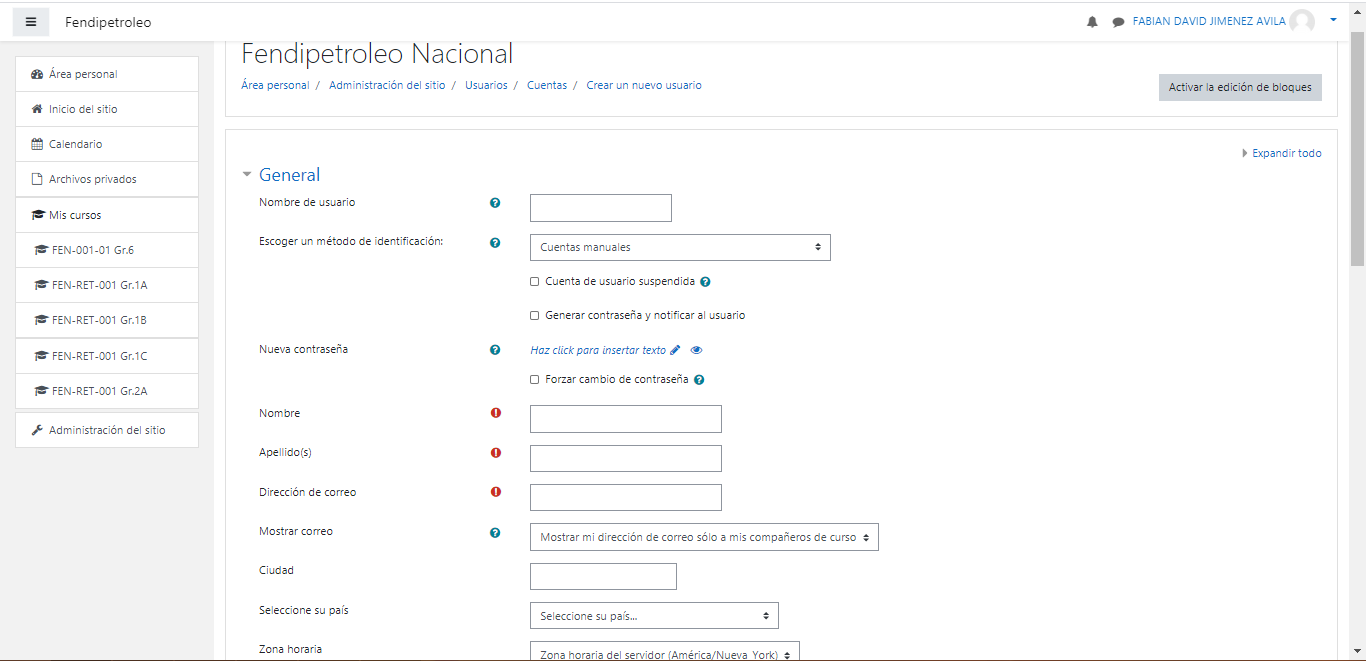 Fendipetroleo
FABIAN DAVID JIMENEZ AVILA
Fendipetroleo Nacional
Área personal / Administración del sitio / Usuarios / Cuentas / Crear un nuevo usuario
Activar la edición de bloques
Área personal
Inicio del sitio
Calendario
Archivos privados
Mis cursos
FEN-001-01 Gr.6
FEN-RET-001 Gr.1A
FEN-RET-001 Gr.1B
FEN-RET-001 Gr.1C
FEN-RET-001 Gr.2A
Administración del sitio
Expandir todo
General
Nombre de usuario
Escoger un método de identificación:
Cuentas manuales
Cuenta de usuario suspendida
Generar contraseña y notificar al usuario
Nueva contraseña
Haz click para insertar texto
Forzar cambio de contraseña
Nombre
Apellido(s)
Dirección de correo
Mostrar correo
Mostrar mi dirección de correo sólo a mis compañeros de curso
Ciudad
Seleccione su país
Seleccione su país...
Zona horaria
Zona horaria del servidor (América/Nueva_York)